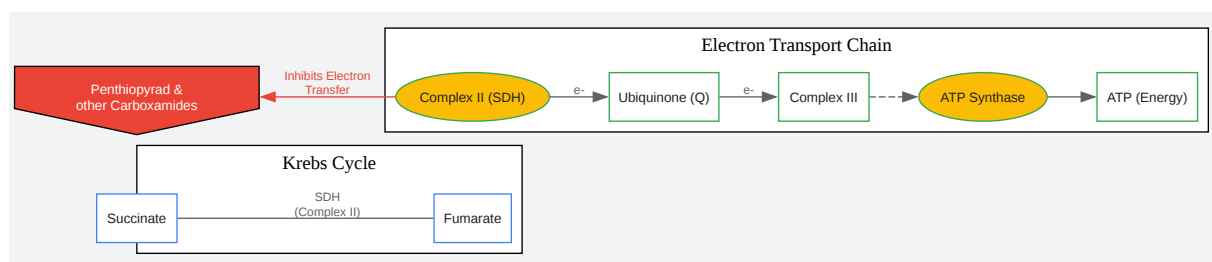 Electron Transport Chain
Penthiopyrad &
other Carboxamides
Inhibits Electron
Transfer
Complex II (SDH)
e-
Ubiquinone (Q)
e-
Complex III
ATP Synthase
ATP (Energy)
Krebs Cycle
Succinate
SDH
(Complex II)
Fumarate